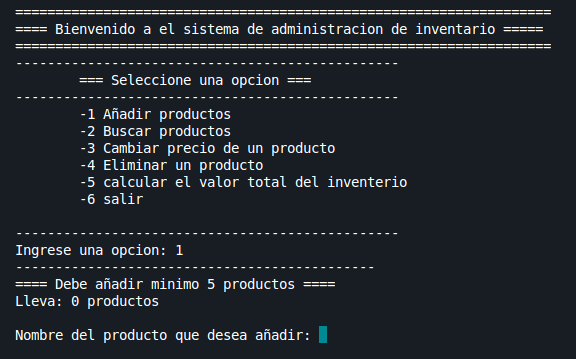 ===================================================================
==== Bienvenido a el sistema de administracion de inventario =====
===================================================================
------------------------------------------------
=== Seleccione una opcion ===
------------------------------------------------
-1 Añadir productos
-2 Buscar productos
-3 Cambiar precio de un producto
-4 Eliminar un producto
-5 calcular el valor total del inventerio
-6 salir
------------------------------------------------
Ingrese una opcion: 1
---------------------------------------------
==== Debe añadir minimo 5 productos ====
Lleva: 0 productos
Nombre del producto que desea añadir: